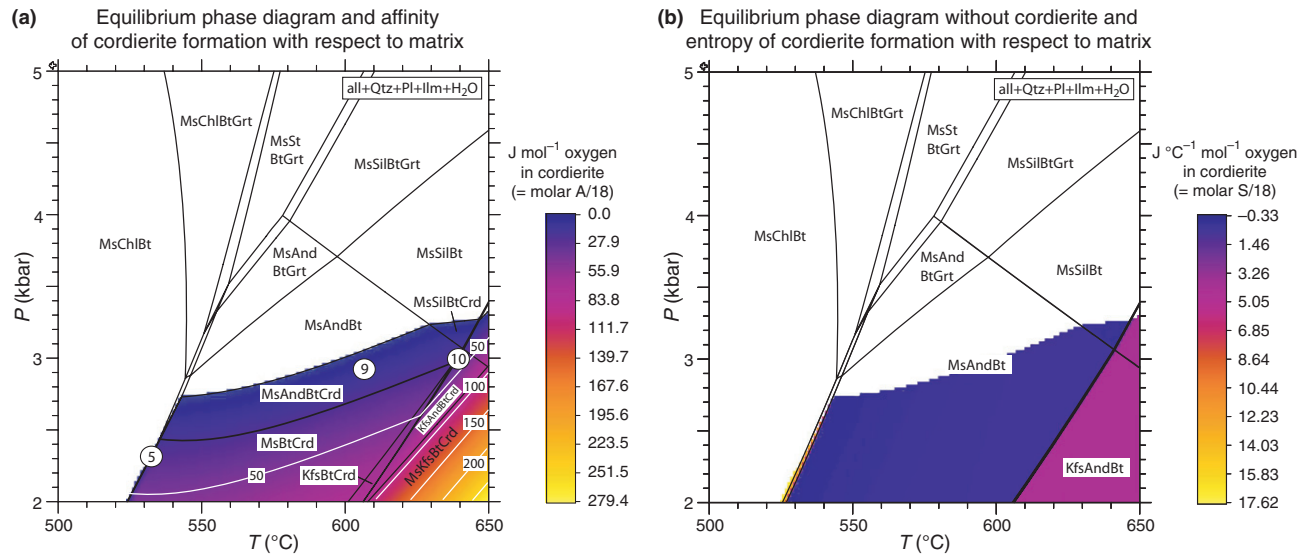 (a) Equilibrium phase diagram and affinity
of cordierite formation with respect to matrix
5
4
3
2
P (kbar)
500
550
600
650
T (°C)
all+Qtz+Pl+Ilm+H₂O
MsChlBtGrt
MsSt
BtGrt
MsSilBtGrt
MsChlBt
MsAnd
BtGrt
MsSilBt
MsSilBtCrd
MsAndBt
9
10
50
MsAndBtCrd
100
KfsAndBtCrd
150
MsBtCrd
5
50
KfsBtCrd
MsKfsBtCrd
200
J mol⁻¹ oxygen
in cordierite
(= molar A/18)
0.0
27.9
55.9
83.8
111.7
139.7
167.6
195.6
223.5
251.5
279.4
(b) Equilibrium phase diagram without cordierite and
entropy of cordierite formation with respect to matrix
5
4
3
2
P (kbar)
500
550
600
650
T (°C)
all+Qtz+Pl+Ilm+H₂O
MsChlBtGrt
MsSt
BtGrt
MsSilBtGrt
MsChlBt
MsAnd
BtGrt
MsSilBt
MsAndBt
KfsAndBt
J °C⁻¹ mol⁻¹ oxygen
in cordierite
(= molar S/18)
–0.33
1.46
3.26
5.05
6.85
8.64
10.44
12.23
14.03
15.83
17.62